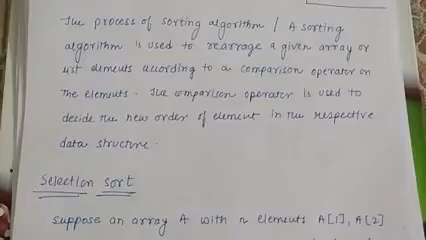 The process of sorting algorithm / A sorting
algorithm is used to rearrage a given array or
list elements according to a comparison operator on
the elements. The comparison operator is used to
decide the new order of element in the respective
data structure.
Selection sort
suppose an array A with n elements A[1], A[2]